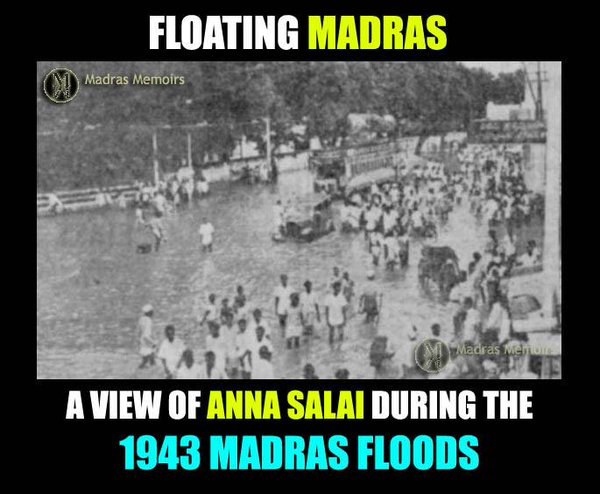 FLOATING MADRAS
Madras Memoirs
Madras Memoirs
A VIEW OF ANNA SALAI DURING THE
1943 MADRAS FLOODS